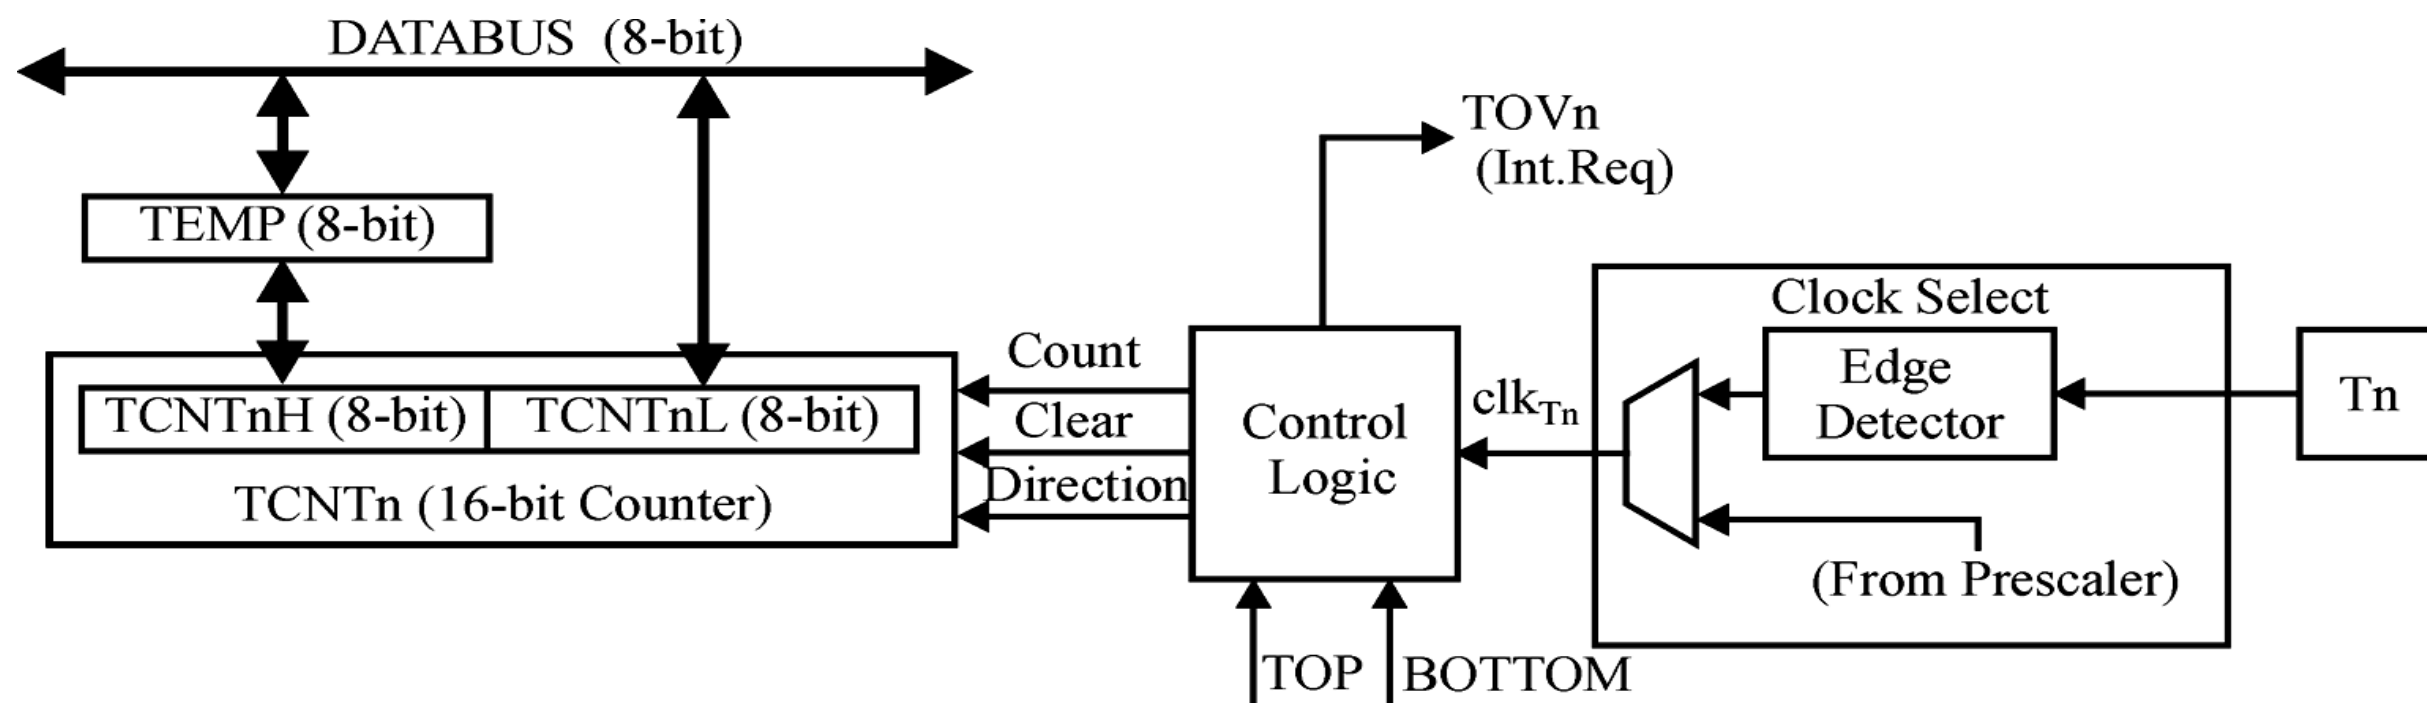 DATABUS (8-bit)
TOVn
(Int.Req)
TEMP (8-bit)
Clock Select
Count
Edge
Detector
Tn
clkTn
TCNTnH (8-bit)
TCNTnL (8-bit)
Clear
Control
Logic
Direction
TCNTn (16-bit Counter)
(From Prescaler)
TOP
BOTTOM